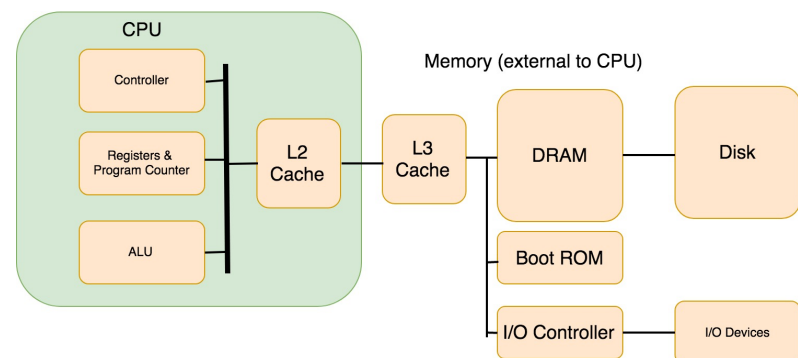 CPU
Controller
Registers &
Program Counter
ALU
L2
Cache
L3
Cache
Memory (external to CPU)
DRAM
Disk
Boot ROM
I/O Controller
I/O Devices